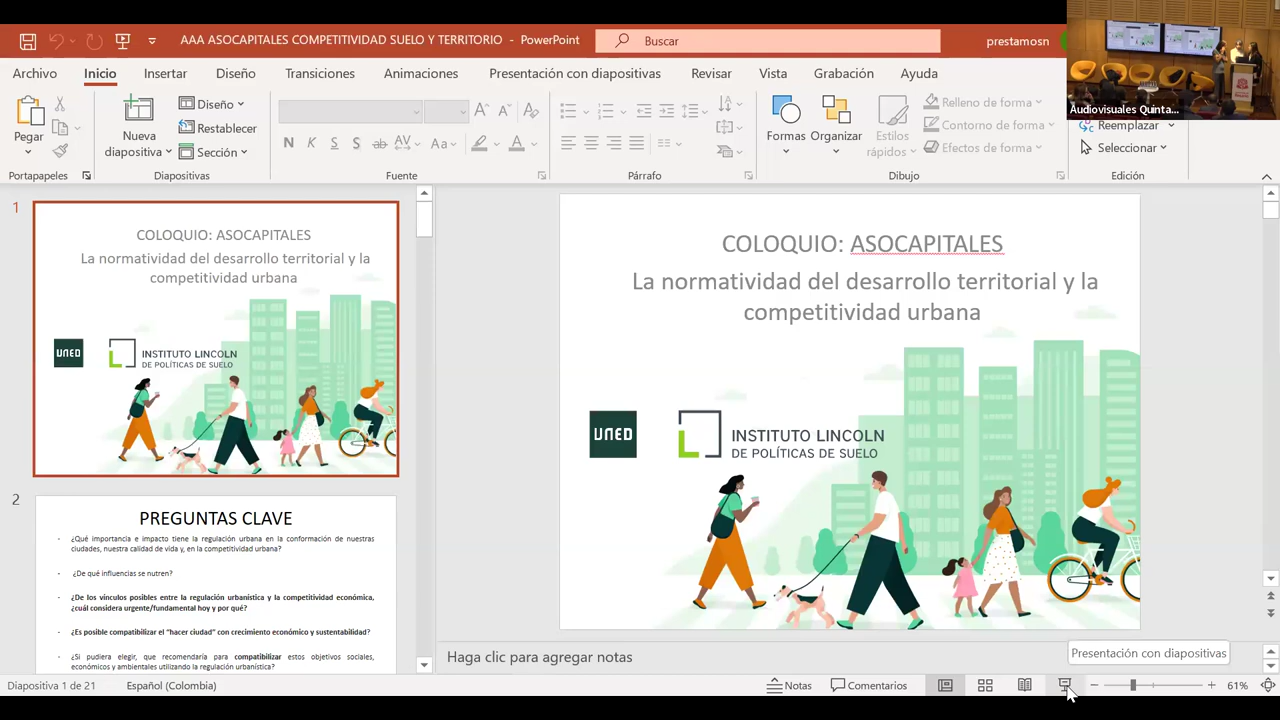 AAA ASOCAPITALES COMPETITIVIDAD SUELO Y TERRITORIO - PowerPoint
Buscar
prestamosn
Archivo Inicio Insertar Diseño Transiciones Animaciones Presentación con diapositivas Revisar Vista Grabación Ayuda
Audiovisuales Quinta...
Pegar
Nueva diapositiva
Diseño
Restablecer
Sección
N K S S ab AV Aa A
Formas
Organizar
Estilos rápidos
Relleno de forma
Contorno de forma
Efectos de forma
Reemplazar
Seleccionar
Portapapeles Diapositivas Fuente Párrafo Dibujo Edición
1
COLOQUIO: ASOCAPITALES
La normatividad del desarrollo territorial y la
competitividad urbana
UNED
INSTITUTO LINCOLN
DE POLÍTICAS DE SUELO
2
PREGUNTAS CLAVE
- ¿Qué importancia e impacto tiene la regulación urbana en la conformación de nuestras
ciudades, nuestra calidad de vida y, en la competitividad urbana?
- ¿De qué influencias se nutren?
- ¿De los vínculos posibles entre la regulación urbanística y la competitividad económica,
¿cuál considera urgente/fundamental hoy y por qué?
- ¿Es posible compatibilizar el "hacer ciudad" con crecimiento económico y sustentabilidad?
- ¿Si pudiera elegir, que recomendaría para compatibilizar estos objetivos sociales,
económicos y ambientales utilizando la regulación urbanística?
COLOQUIO: ASOCAPITALES
La normatividad del desarrollo territorial y la
competitividad urbana
UNED
INSTITUTO LINCOLN
DE POLÍTICAS DE SUELO
Haga clic para agregar notas
Presentación con diapositivas
Diapositiva 1 de 21 Español (Colombia) Notas Comentarios 61%